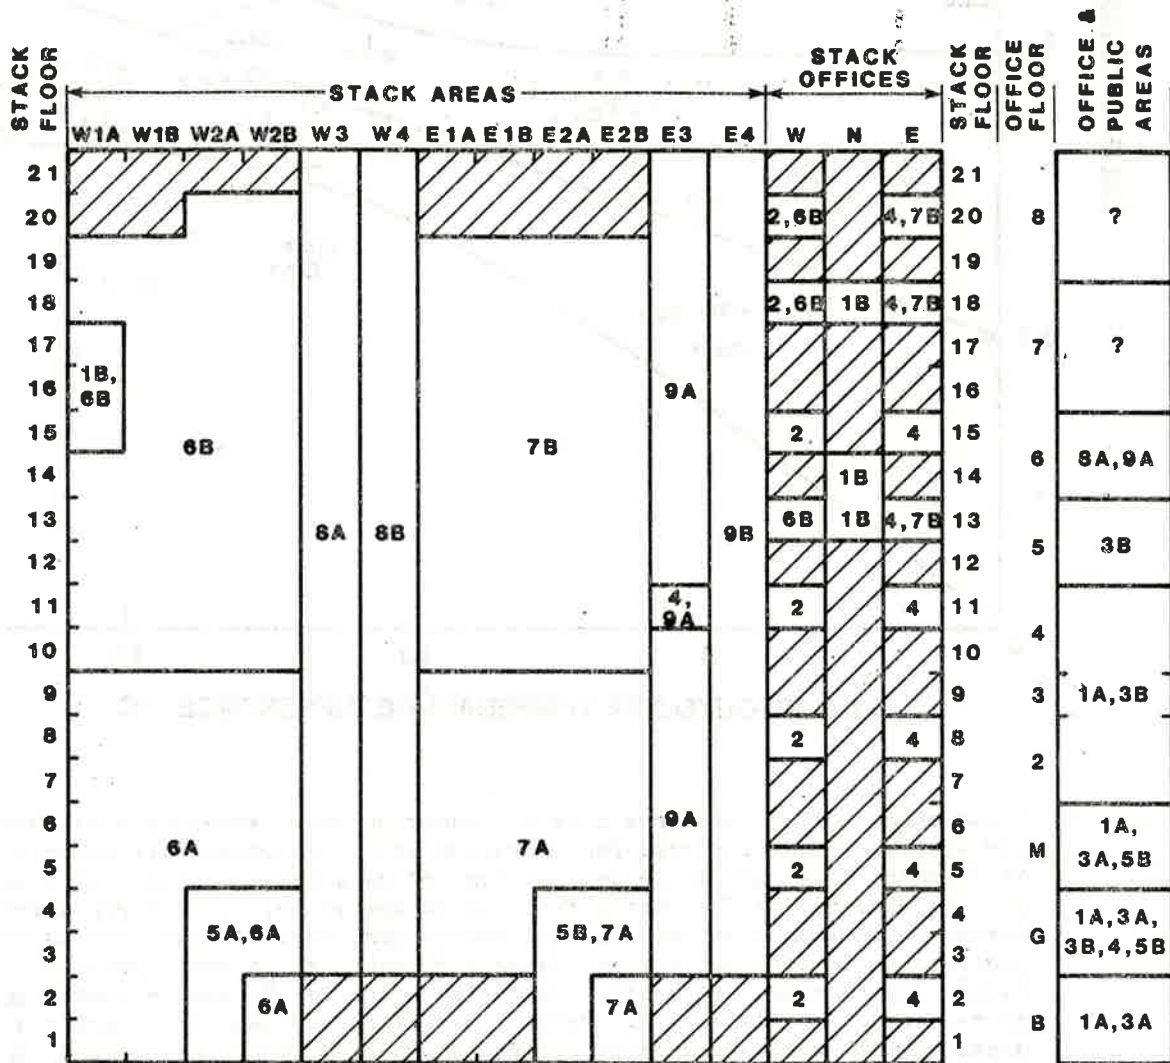 STACK FLOOR
STACK AREAS
STACK OFFICES
STACK FLOOR
OFFICE FLOOR
OFFICE & PUBLIC AREAS
W1A W1B W2A W2B W3 W4 E1A E1B E2A E2B E3 E4 W N E
21 21
20 2,6B 4,7B 20 8 ?
19 19
18 2,6B 1B 4,7B 18
17 17 7 ?
1B,
6B
16 9A 16
15 6B 7B 2 4 15
14 1B 14 6 8A,9A
13 8A 8B 9B 6B 1B 4,7B 13
12 12 5 3B
11 4, 9A 2 4 11
10 10 4
9 9 3 1A,3B
8 2 4 8
7 7 2
6 9A 6 1A,
6A 7A M 3A,5B
5 2 4 5
4 5A,6A 5B,7A 4 1A,3A,
3 3 G 3B,4,5B
2 6A 7A 2 4 2
1 1 B 1A,3A